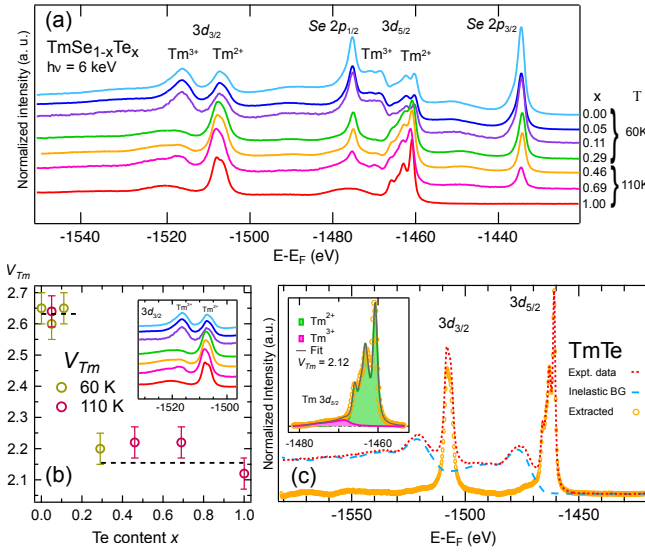 (a)
TmSe1-xTex
hν = 6 keV
3d3/2
Tm3+ Tm2+
Se 2p1/2
3d5/2
Tm3+ Tm2+
Se 2p3/2
x T
0.00
0.05
0.11
0.29
0.46
0.69
1.00
60K
110K
Normalized intensity (a. u.)
-1540 -1520 -1500 -1480 -1460 -1440
E-EF (eV)
(b)
VTm
2.7
2.6
2.5
2.4
2.3
2.2
2.1
VTm
60 K
110 K
0.0 0.2 0.4 0.6 0.8 1.0
Te content x
3d3/2
Tm3+ Tm2+
-1520 -1500
(c)
Normalized Intensity (a.u.)
Tm2+
Tm3+
Fit
VTm = 2.12
Tm 3d5/2
-1480 -1460
3d3/2
3d5/2
TmTe
Expt. data
Inelastic BG
Extracted
-1550 -1500 -1450
E-EF (eV)